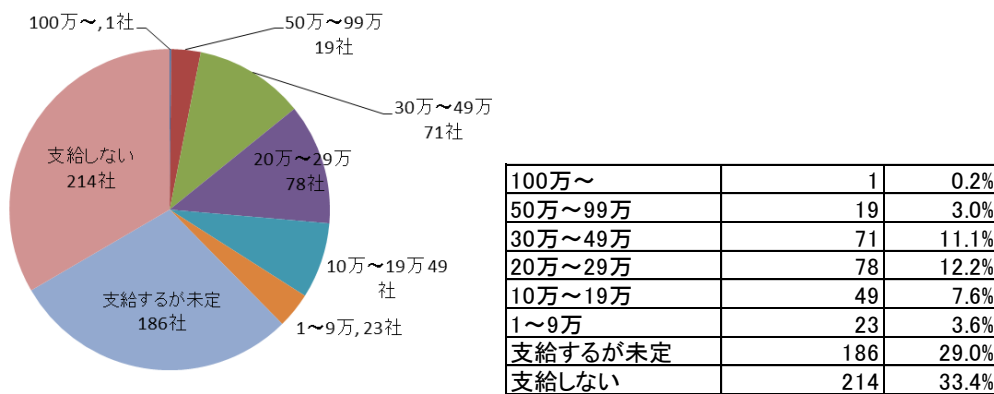 100万～, 1社
50万～99万
19社
30万～49万
71社
20万～29万
78社
10万～19万 49
社
1～9万, 23社
支給するが未定
186社
支給しない
214社
100万～ 1 0.2%
50万～99万 19 3.0%
30万～49万 71 11.1%
20万～29万 78 12.2%
10万～19万 49 7.6%
1～9万 23 3.6%
支給するが未定 186 29.0%
支給しない 214 33.4%